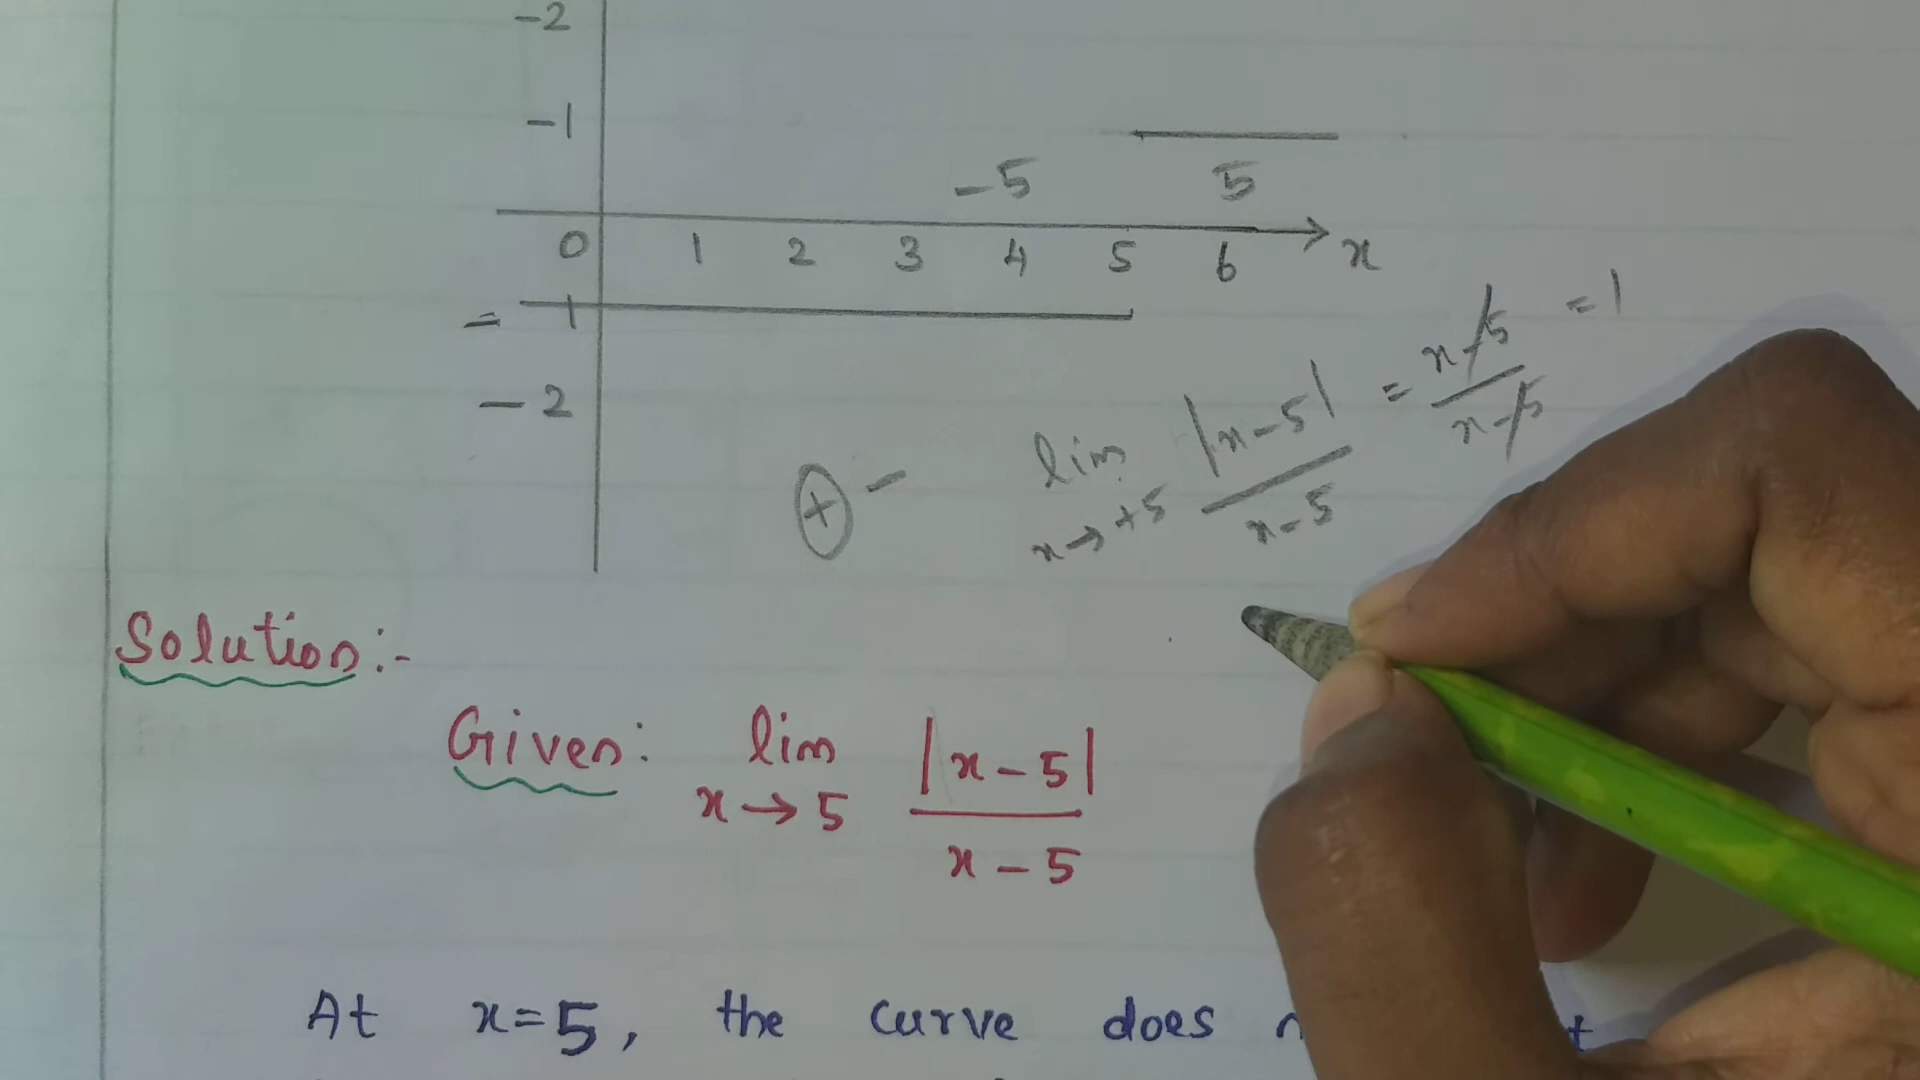 -2
-1
-5 5
0 1 2 3 4 5 6 x
-1
-2
+ - lim x→+5 |x-5| / x-5 = x-5 / x-5 = 1
Solution:-
Given: lim x→5 |x-5| / x-5
At x=5, the curve does